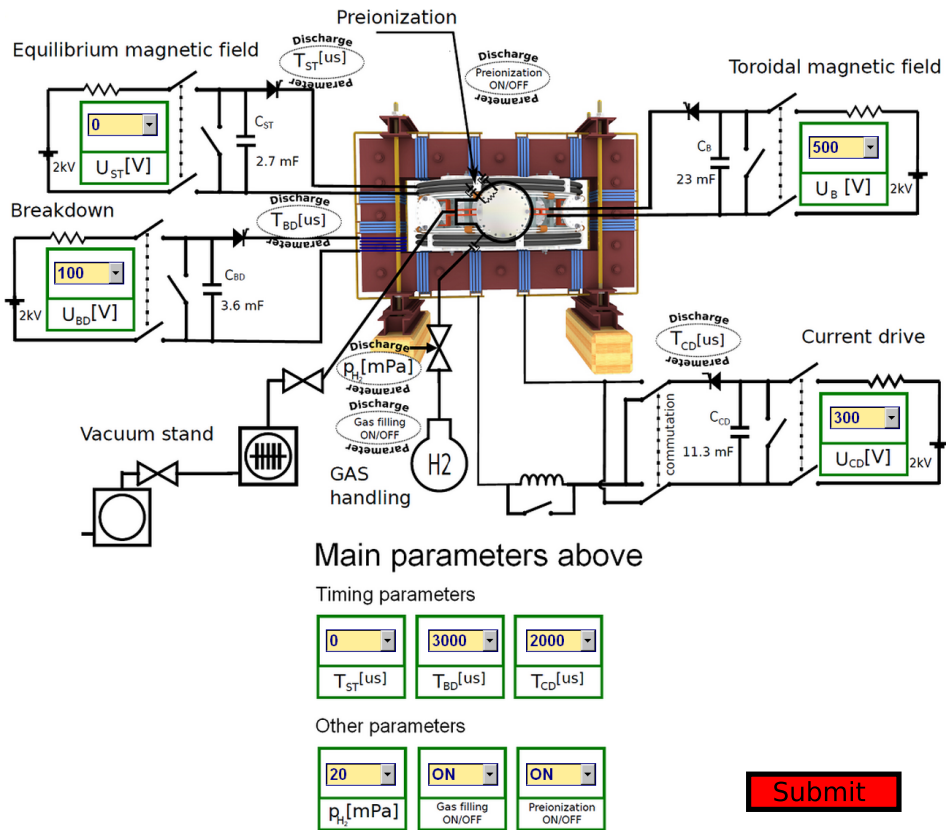 Preionization
Equilibrium magnetic field
Discharge
T_ST[us]
Parameter
Discharge
Preionization
ON/OFF
Parameter
Toroidal magnetic field
0
U_ST[V]
2kV
C_ST
2.7 mF
C_B
23 mF
500
U_B [V]
2kV
Breakdown
Discharge
T_BD[us]
Parameter
100
U_BD[V]
2kV
C_BD
3.6 mF
Discharge
p_H2[mPa]
Parameter
Discharge
T_CD[us]
Parameter
Current drive
Discharge
Gas filling
ON/OFF
Parameter
Vacuum stand
GAS
handling
H2
commutation
C_CD
11.3 mF
300
U_CD[V]
2kV
Main parameters above
Timing parameters
0
3000
2000
T_ST[us]
T_BD[us]
T_CD[us]
Other parameters
20
ON
ON
p_H2[mPa]
Gas filling
ON/OFF
Preionization
ON/OFF
Submit